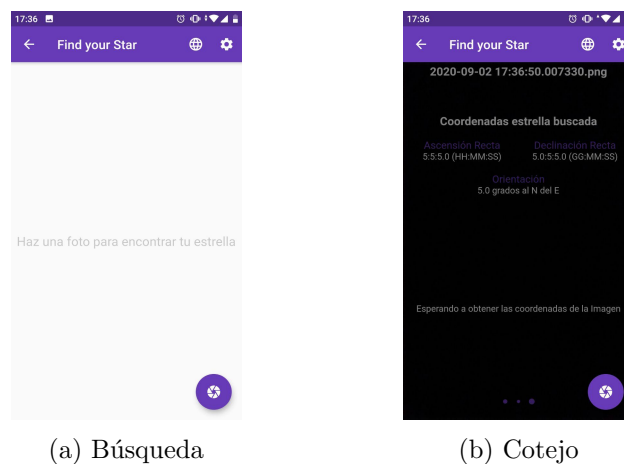 17:36
Find your Star
Haz una foto para encontrar tu estrella
(a) Búsqueda
17:36
Find your Star
2020-09-02 17:36:50.007330.png
Coordenadas estrella buscada
Ascensión Recta
5:5:5.0 (HH:MM:SS)
Declinación Recta
5.0:5:5.0 (GG:MM:SS)
Orientación
5.0 grados al N del E
Esperando a obtener las coordenadas de la Imagen
(b) Cotejo